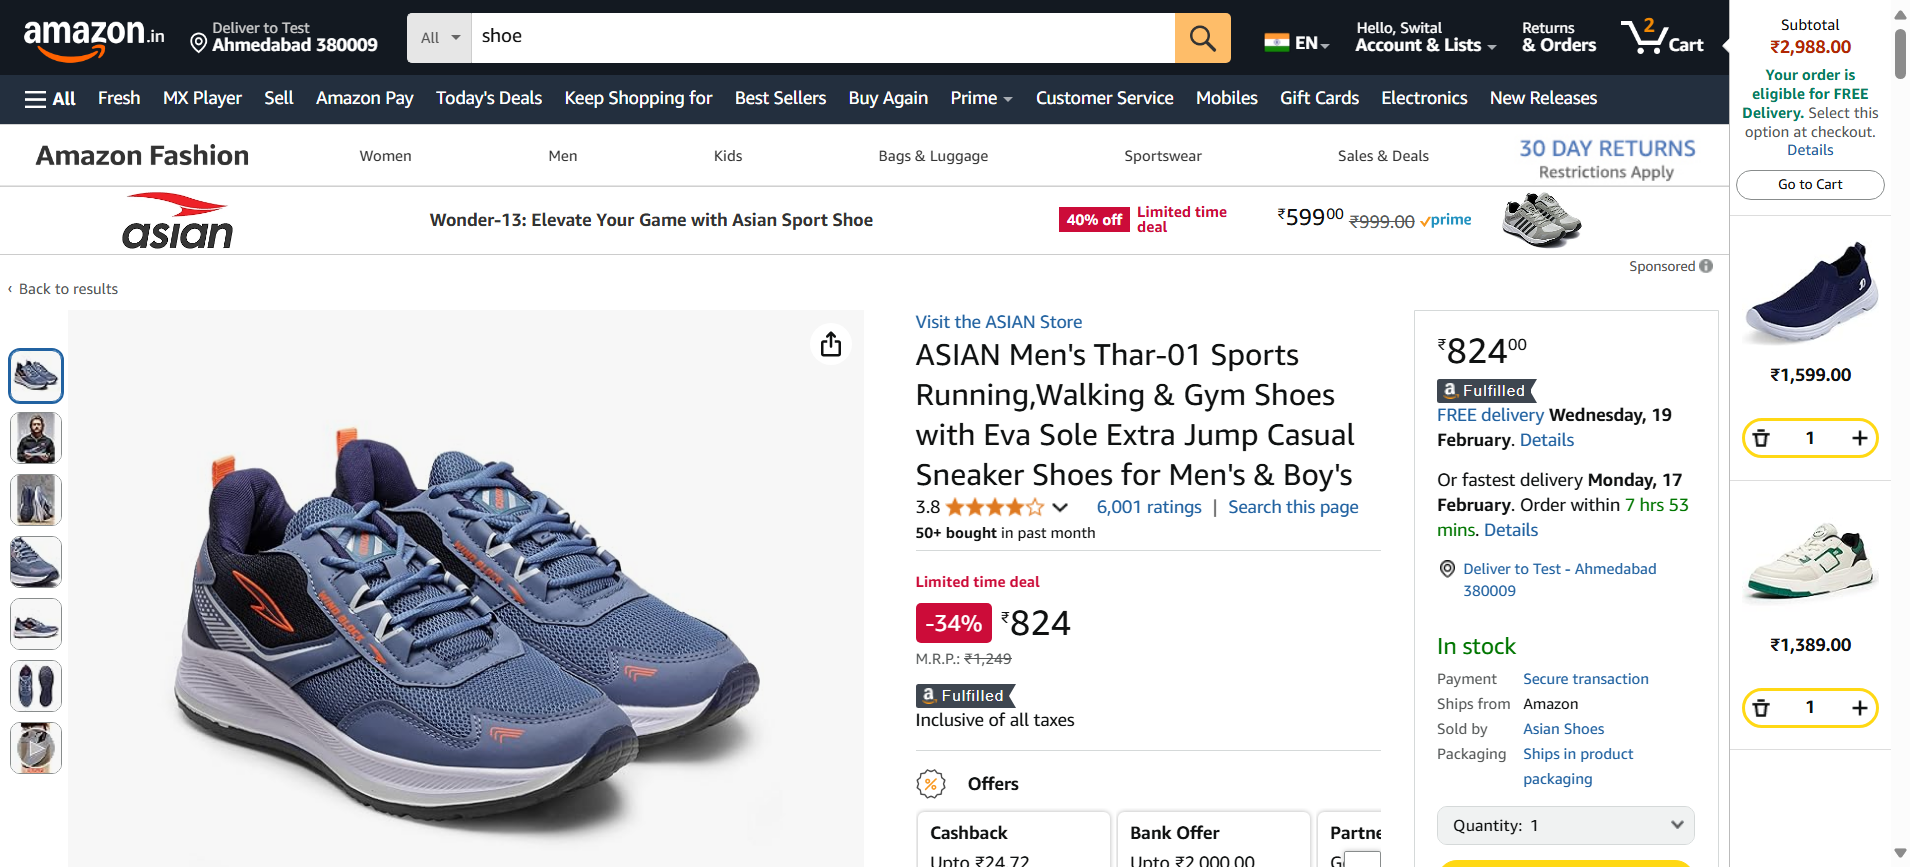 amazon.in
Deliver to Test
Ahmedabad 380009
All
shoe
EN
Hello, Swital
Account & Lists
Returns
& Orders
2
Cart
All
Fresh
MX Player
Sell
Amazon Pay
Today's Deals
Keep Shopping for
Best Sellers
Buy Again
Prime
Customer Service
Mobiles
Gift Cards
Electronics
New Releases
Amazon Fashion
Women
Men
Kids
Bags & Luggage
Sportswear
Sales & Deals
30 DAY RETURNS
Restrictions Apply
asian
Wonder-13: Elevate Your Game with Asian Sport Shoe
40% off
Limited time
deal
₹59900
₹999.00
prime
Sponsored
‹ Back to results
Visit the ASIAN Store
ASIAN Men's Thar-01 Sports
Running,Walking & Gym Shoes
with Eva Sole Extra Jump Casual
Sneaker Shoes for Men's & Boy's
3.8
6,001 ratings | Search this page
50+ bought in past month
Limited time deal
-34% ₹824
M.R.P.: ₹1,249
a Fulfilled
Inclusive of all taxes
% Offers
Cashback
Upto ₹24.72
Bank Offer
Upto ₹2,000.00
WIND BLOCK
₹82400
a Fulfilled
FREE delivery Wednesday, 19
February. Details
Or fastest delivery Monday, 17
February. Order within 7 hrs 53
mins. Details
Deliver to Test - Ahmedabad
380009
In stock
Payment Secure transaction
Ships from Amazon
Sold by Asian Shoes
Packaging Ships in product
packaging
Quantity: 1
Subtotal
₹2,988.00
Your order is
eligible for FREE
Delivery. Select this
option at checkout.
Details
Go to Cart
₹1,599.00
1 +
₹1,389.00
1 +